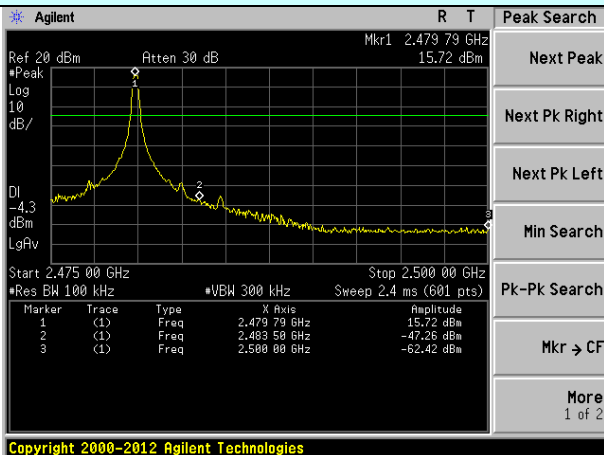 Agilent R T Peak Search
Mkr1 2.479 79 GHz
Ref 20 dBm Atten 30 dB 15.72 dBm
#Peak
Log
10
dB/
1
2
3
DI
-4.3
dBm
LgAv
Start 2.475 00 GHz Stop 2.500 00 GHz
#Res BW 100 kHz #VBW 300 kHz Sweep 2.4 ms (601 pts)
Marker Trace Type X Axis Amplitude
1 (1) Freq 2.479 79 GHz 15.72 dBm
2 (1) Freq 2.483 50 GHz -47.26 dBm
3 (1) Freq 2.500 00 GHz -62.42 dBm
Next Peak
Next Pk Right
Next Pk Left
Min Search
Pk-Pk Search
Mkr → CF
More
1 of 2
Copyright 2000-2012 Agilent Technologies